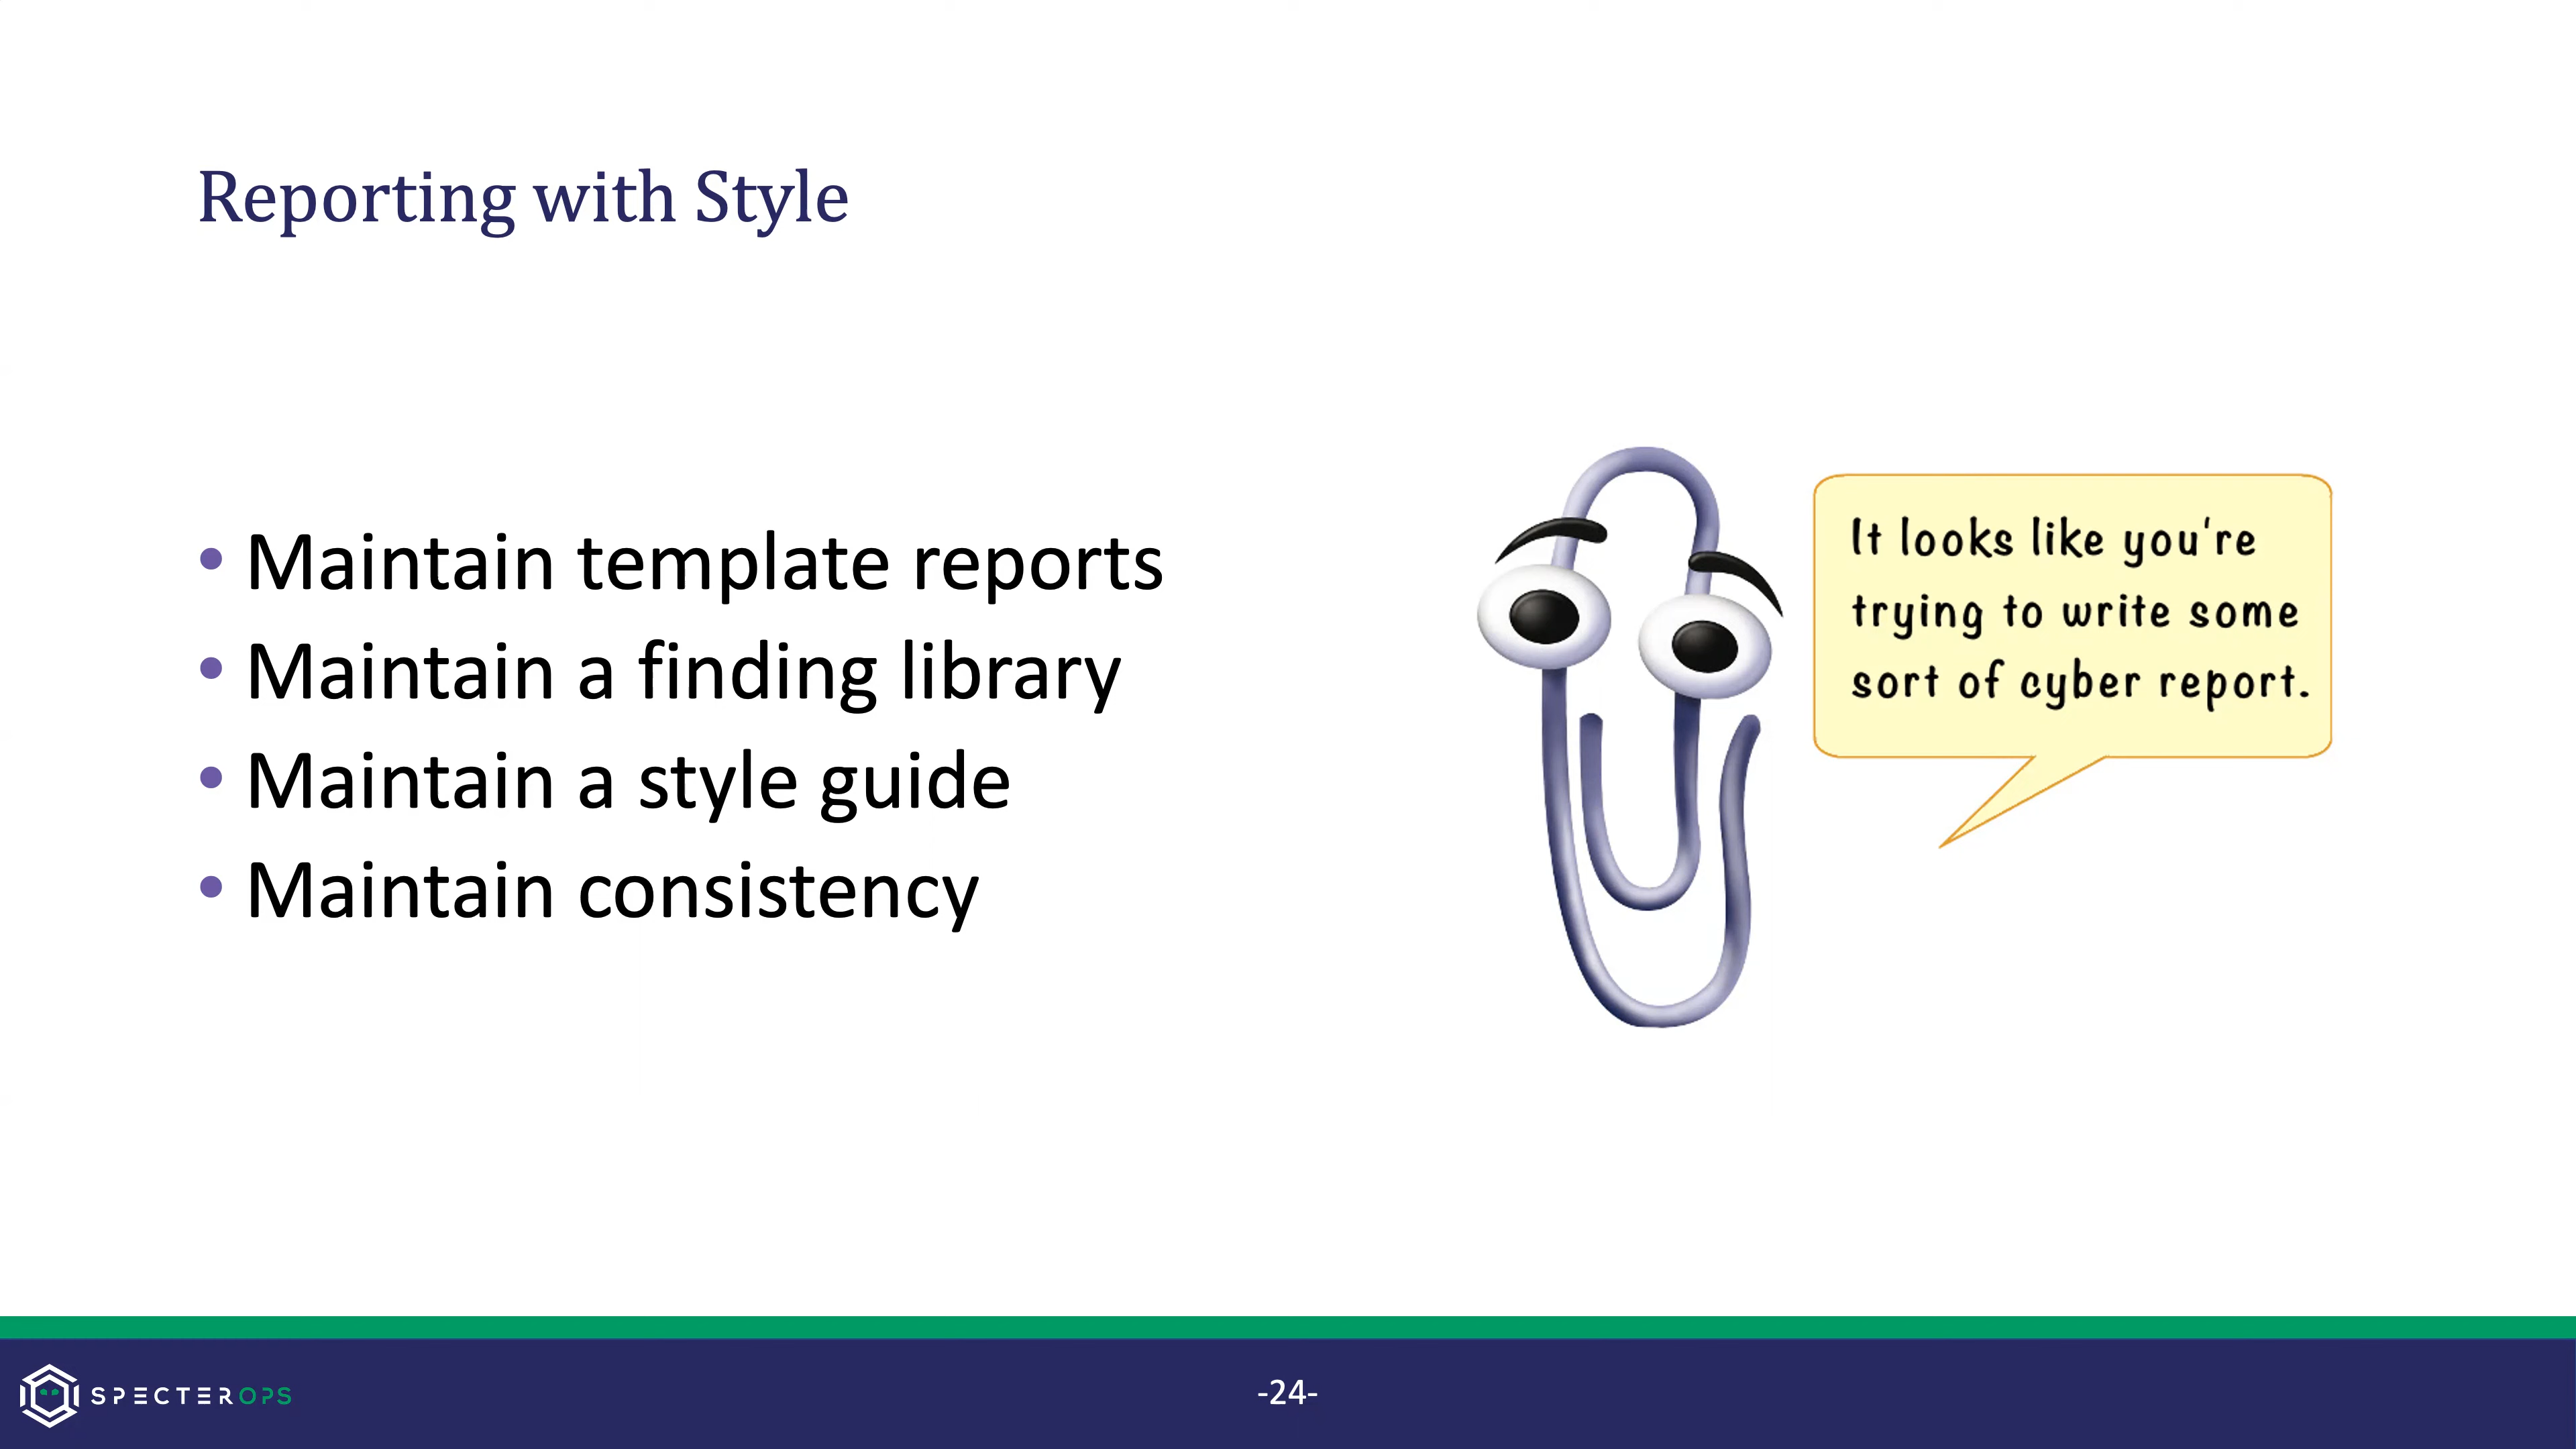 Reporting with Style
• Maintain template reports
• Maintain a finding library
• Maintain a style guide
• Maintain consistency
It looks like you're
trying to write some
sort of cyber report.
SPECTEROPS
-24-